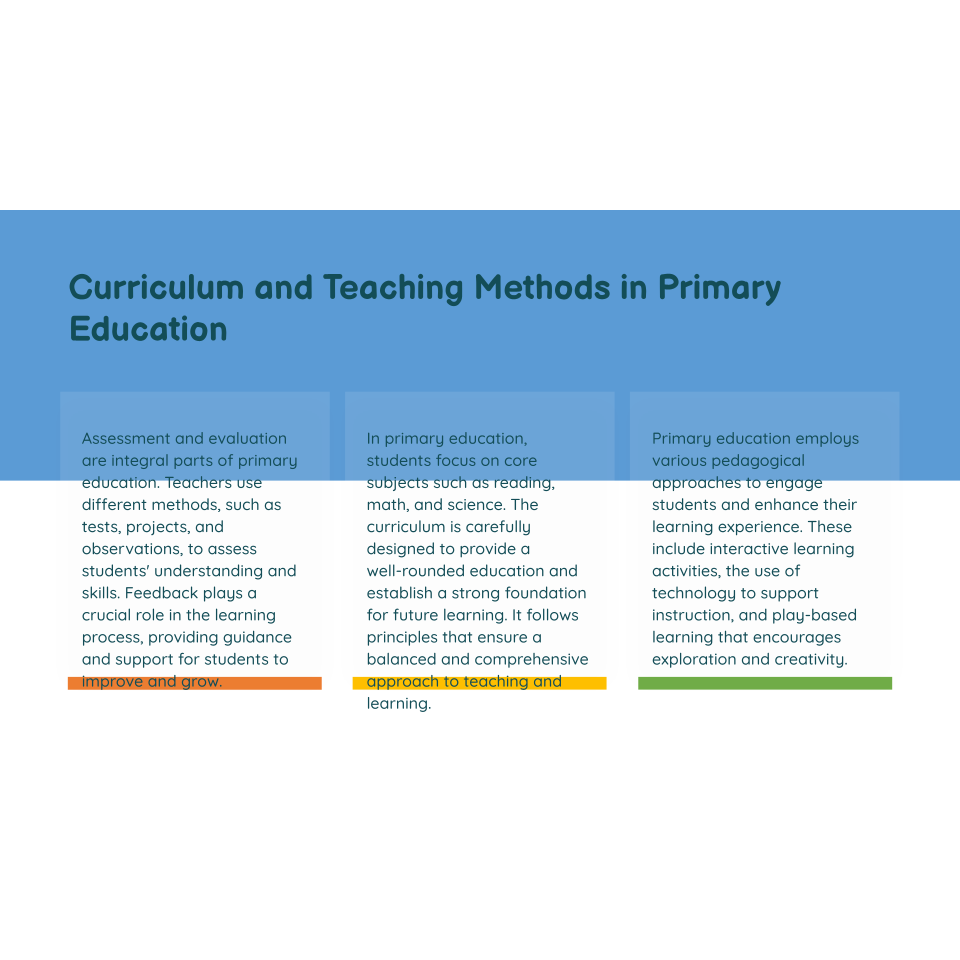 Curriculum and Teaching Methods in Primary
Education
Assessment and evaluation
are integral parts of primary
education. Teachers use
different methods, such as
tests, projects, and
observations, to assess
students' understanding and
skills. Feedback plays a
crucial role in the learning
process, providing guidance
and support for students to
improve and grow.
In primary education,
students focus on core
subjects such as reading,
math, and science. The
curriculum is carefully
designed to provide a
well-rounded education and
establish a strong foundation
for future learning. It follows
principles that ensure a
balanced and comprehensive
approach to teaching and
learning.
Primary education employs
various pedagogical
approaches to engage
students and enhance their
learning experience. These
include interactive learning
activities, the use of
technology to support
instruction, and play-based
learning that encourages
exploration and creativity.